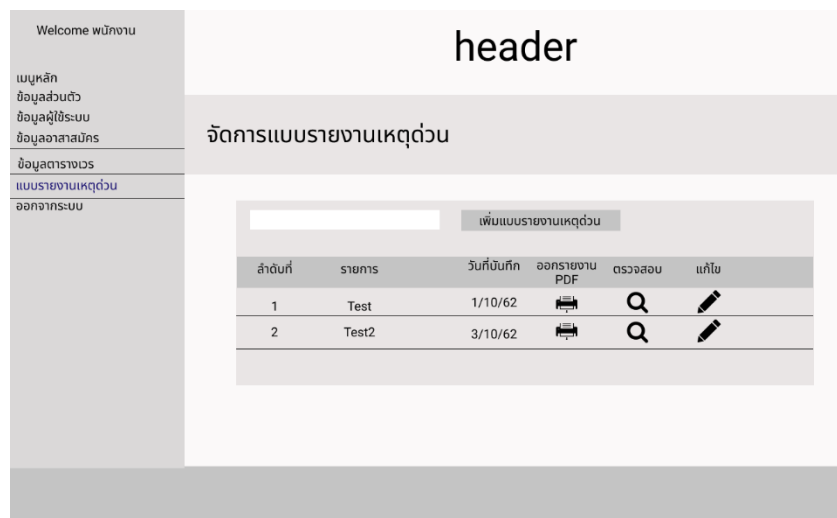 Welcome พนักงาน
header
เมนูหลัก
ข้อมูลส่วนตัว
ข้อมูลผู้ใช้ระบบ
ข้อมูลอาสาสมัคร
ข้อมูลตารางเวร
แบบรายงานเหตุด่วน
ออกจากระบบ
จัดการแบบรายงานเหตุด่วน
เพิ่มแบบรายงานเหตุด่วน
ลำดับที่ รายการ วันที่บันทึก ออกรายงาน PDF ตรวจสอบ แก้ไข
1 Test 1/10/62
2 Test2 3/10/62